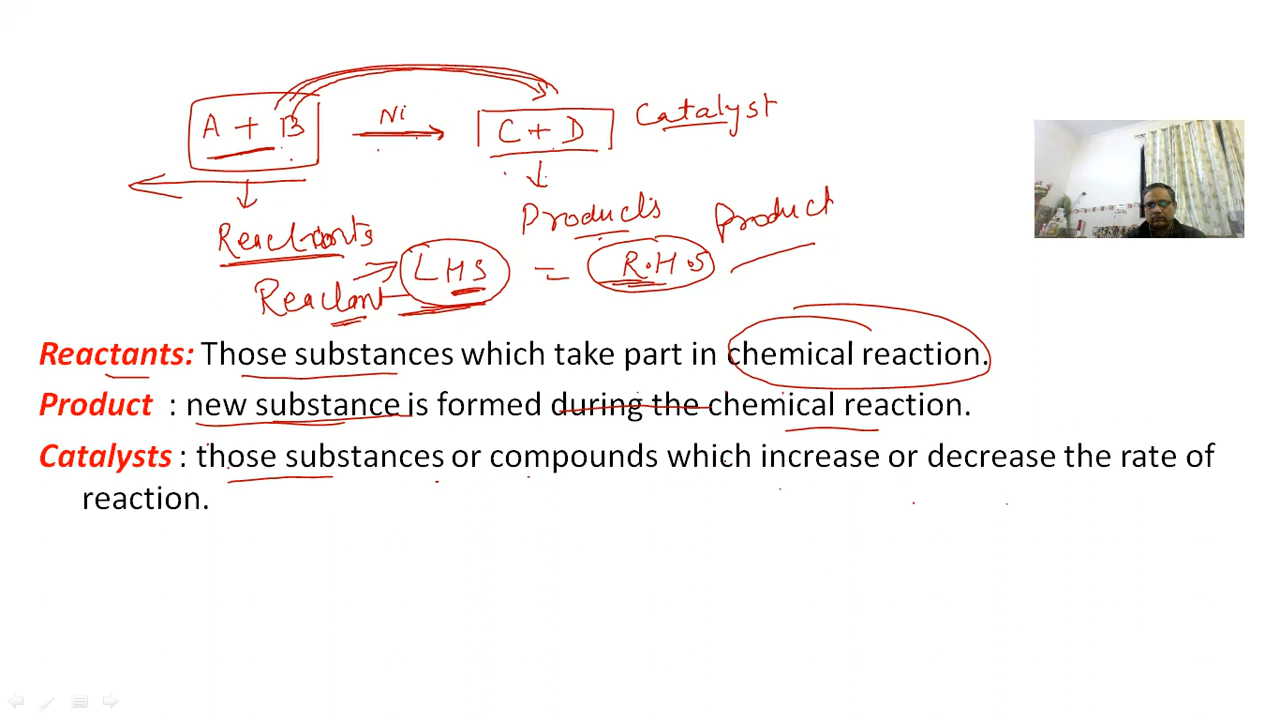 A + B Ni C + D Catalyst
Reactants Products Product
Reactant LHS = R.H.S
Reactants: Those substances which take part in chemical reaction.
Product : new substance is formed during the chemical reaction.
Catalysts : those substances or compounds which increase or decrease the rate of
reaction.